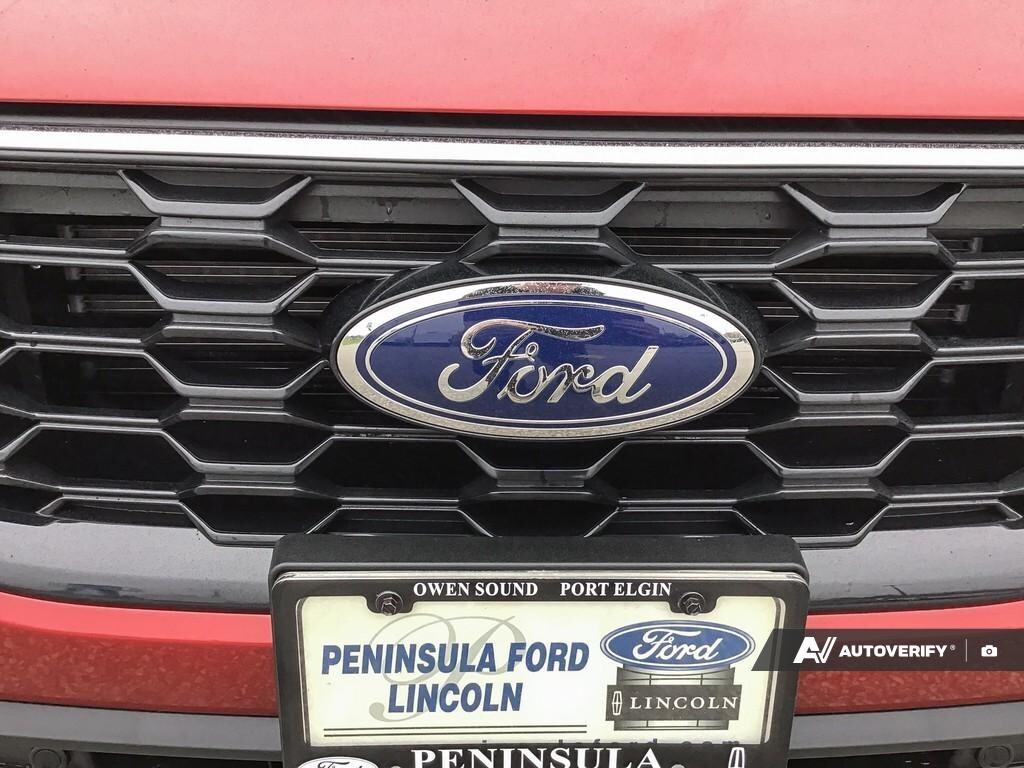 Ford
OWEN SOUND PORT ELGIN
PENINSULA FORD
LINCOLN
Ford
LINCOLN
AUTOVERIFY®
PENINSULA